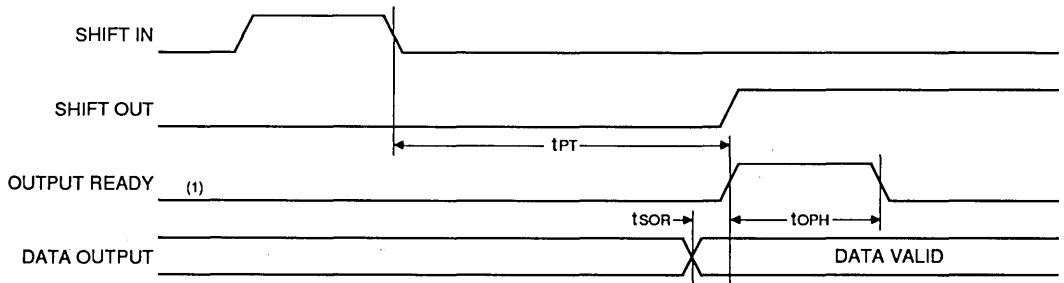 SHIFT IN
SHIFT OUT
tPT
OUTPUT READY (1)
tSOR
tOPH
DATA OUTPUT
DATA VALID